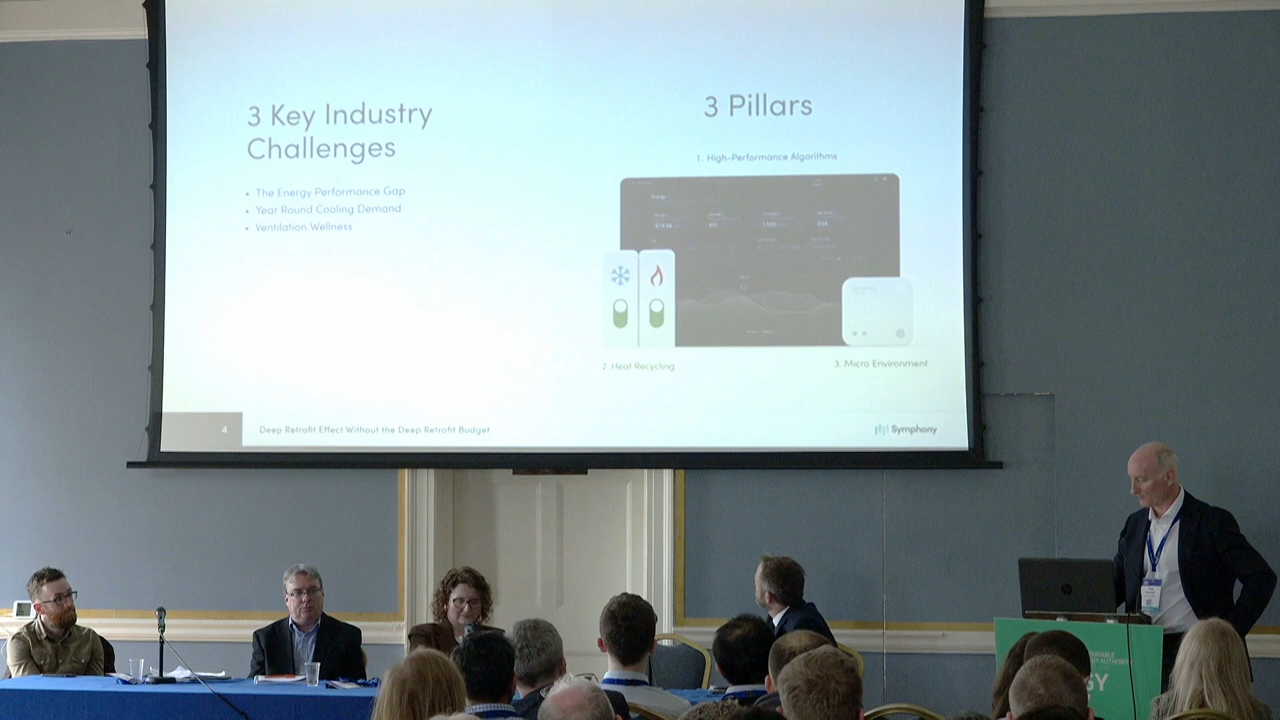 3 Key Industry
Challenges
• The Energy Performance Gap
• Year Round Cooling Demand
• Ventilation Wellness
3 Pillars
1. High-Performance Algorithms
2. Heat Recycling
3. Micro Environment
4
Deep Retrofit Effect Without the Deep Retrofit Budget
Symphony